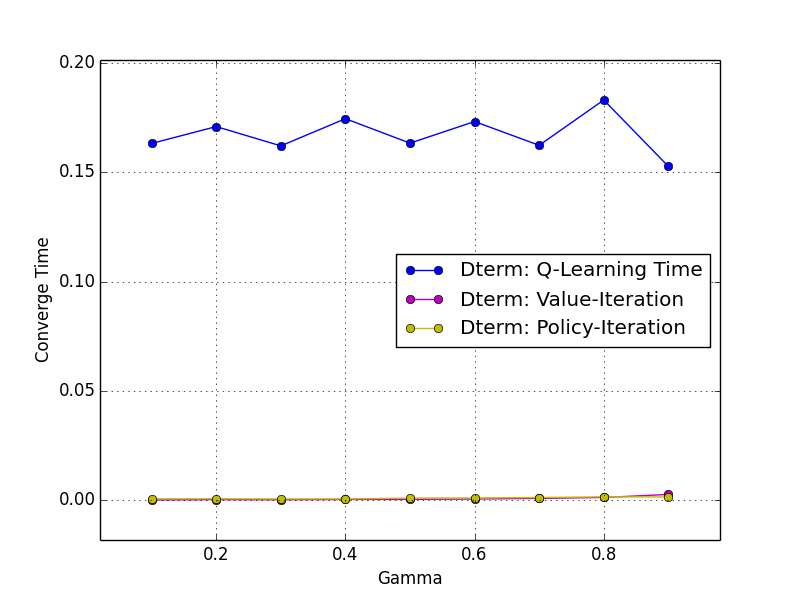 0.20
0.15
0.10
0.05
0.00
Converge Time
Dterm: Q-Learning Time
Dterm: Value-Iteration
Dterm: Policy-Iteration
0.2 0.4 0.6 0.8
Gamma